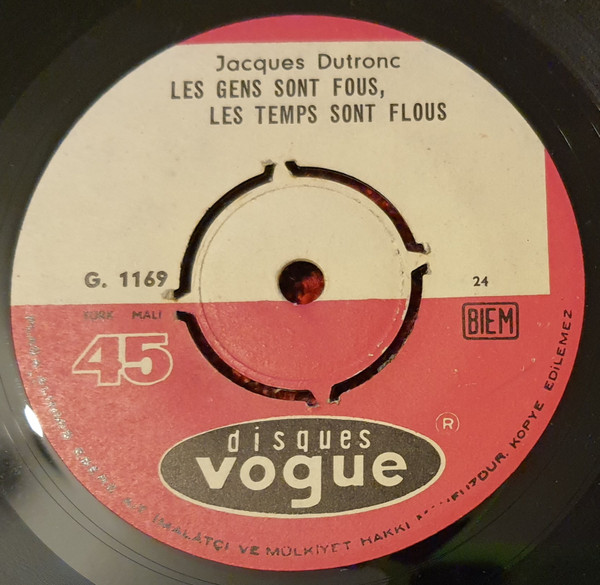 Jacques Dutronc
LES GENS SONT FOUS,
LES TEMPS SONT FLOUS
G. 1169
24
TÜRK MALI
BIEM
45
®
disques
vogue
İMALATÇI VE MÜLKİYET HAKKI MAHFUZDUR. KOPYE EDİLEMEZ